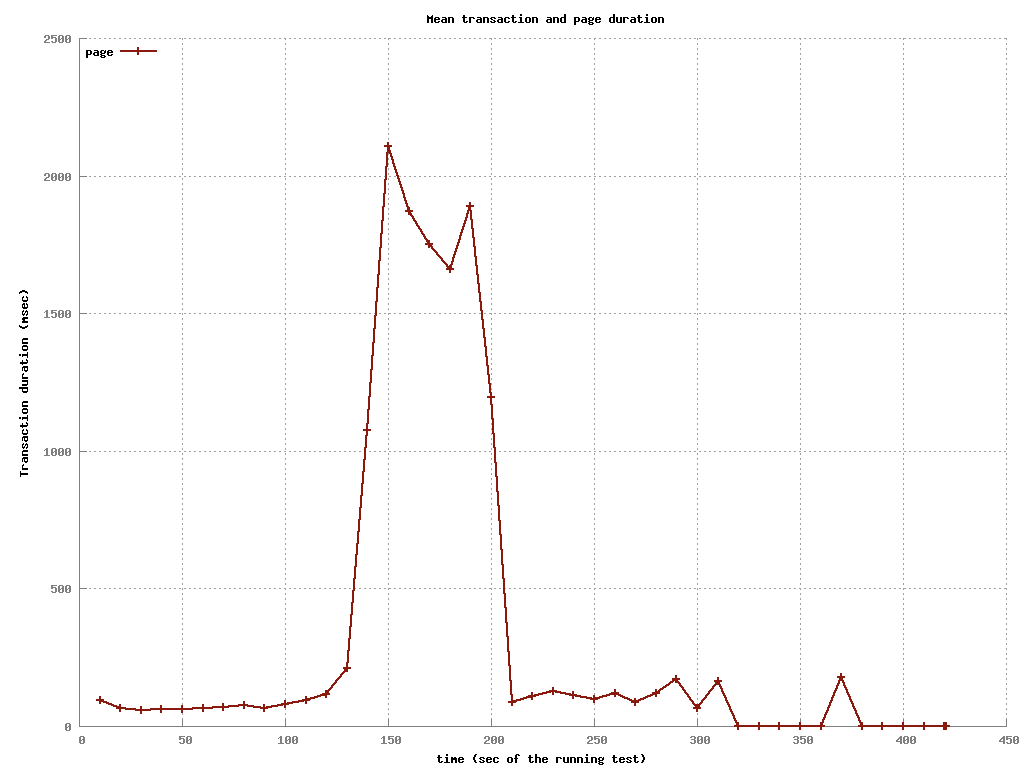 Mean transaction and page duration
page
Transaction duration (msec)
2500
2000
1500
1000
500
0
0 50 100 150 200 250 300 350 400 450
time (sec of the running test)